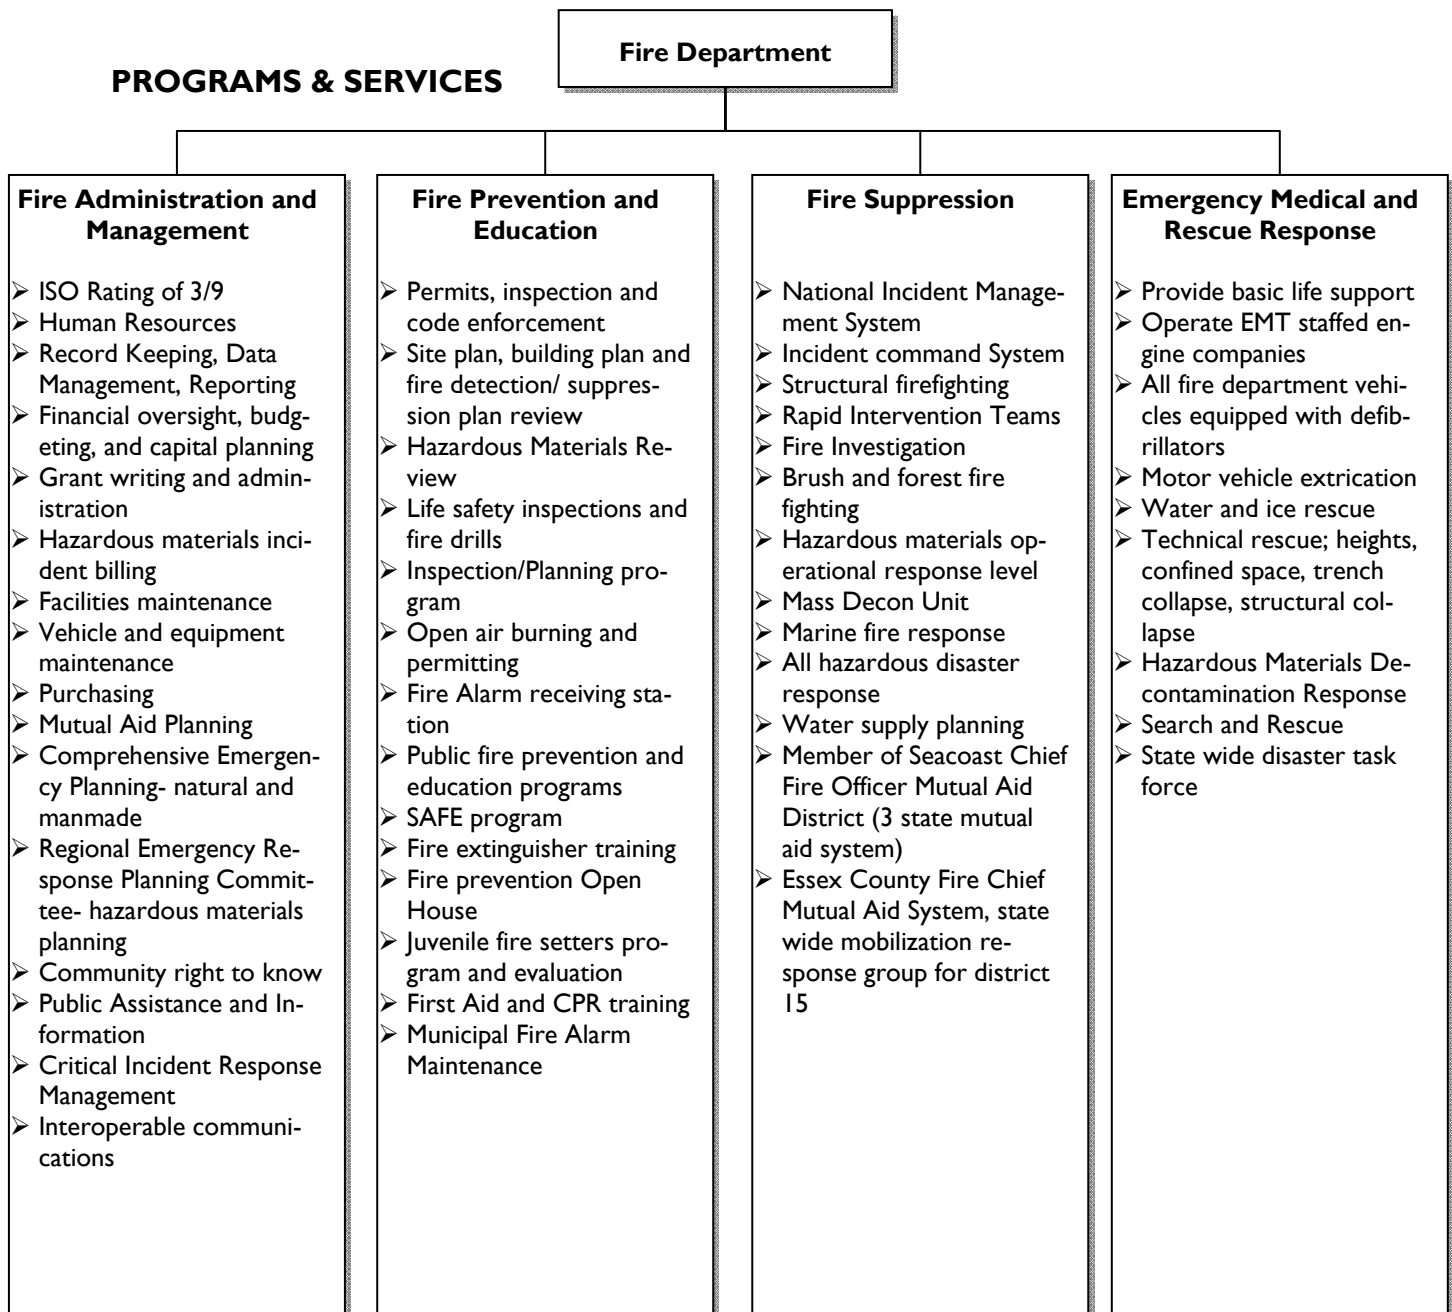 Fire Department
PROGRAMS & SERVICES
Fire Administration and
Management
➢ ISO Rating of 3/9
➢ Human Resources
➢ Record Keeping, Data
Management, Reporting
➢ Financial oversight, budg-
eting, and capital planning
➢ Grant writing and admin-
istration
➢ Hazardous materials inci-
dent billing
➢ Facilities maintenance
➢ Vehicle and equipment
maintenance
➢ Purchasing
➢ Mutual Aid Planning
➢ Comprehensive Emergen-
cy Planning- natural and
manmade
➢ Regional Emergency Re-
sponse Planning Commit-
tee- hazardous materials
planning
➢ Community right to know
➢ Public Assistance and In-
formation
➢ Critical Incident Response
Management
➢ Interoperable communi-
cations
Fire Prevention and
Education
➢ Permits, inspection and
code enforcement
➢ Site plan, building plan and
fire detection/ suppres-
sion plan review
➢ Hazardous Materials Re-
view
➢ Life safety inspections and
fire drills
➢ Inspection/Planning pro-
gram
➢ Open air burning and
permitting
➢ Fire Alarm receiving sta-
tion
➢ Public fire prevention and
education programs
➢ SAFE program
➢ Fire extinguisher training
➢ Fire prevention Open
House
➢ Juvenile fire setters pro-
gram and evaluation
➢ First Aid and CPR training
➢ Municipal Fire Alarm
Maintenance
Fire Suppression
➢ National Incident Manage-
ment System
➢ Incident command System
➢ Structural firefighting
➢ Rapid Intervention Teams
➢ Fire Investigation
➢ Brush and forest fire
fighting
➢ Hazardous materials op-
erational response level
➢ Mass Decon Unit
➢ Marine fire response
➢ All hazardous disaster
response
➢ Water supply planning
➢ Member of Seacoast Chief
Fire Officer Mutual Aid
District (3 state mutual
aid system)
➢ Essex County Fire Chief
Mutual Aid System, state
wide mobilization re-
sponse group for district
15
Emergency Medical and
Rescue Response
➢ Provide basic life support
➢ Operate EMT staffed en-
gine companies
➢ All fire department vehi-
cles equipped with defib-
rillators
➢ Motor vehicle extrication
➢ Water and ice rescue
➢ Technical rescue; heights,
confined space, trench
collapse, structural col-
lapse
➢ Hazardous Materials De-
contamination Response
➢ Search and Rescue
➢ State wide disaster task
force